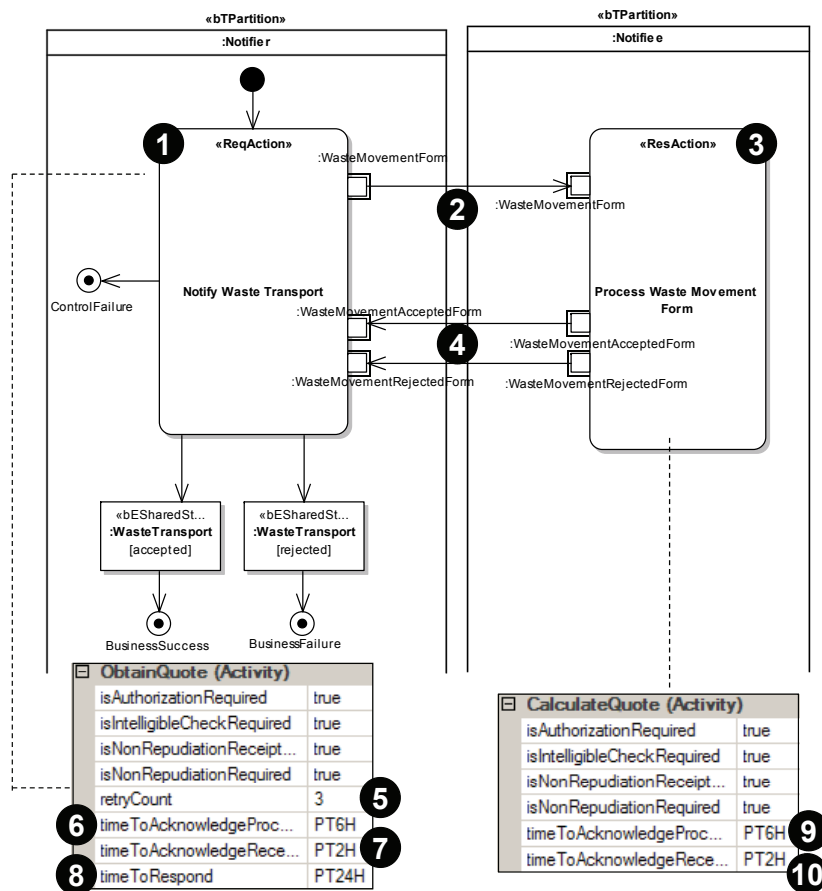 «bTPartition»
:Notifier
«bTPartition»
:Notifiee
1
«ReqAction»
:WasteMovementForm
«ResAction»
3
2
:WasteMovementForm
ControlFailure
Notify Waste Transport
Process Waste Movement
Form
:WasteMovementAcceptedForm
4
:WasteMovementAcceptedForm
:WasteMovementRejectedForm
:WasteMovementRejectedForm
«bESharedSt...
:WasteTransport
[accepted]
«bESharedSt...
:WasteTransport
[rejected]
BusinessSuccess
BusinessFailure
ObtainQuote (Activity)
isAuthorizationRequired true
isIntelligibleCheckRequired true
isNonRepudiationReceipt... true
isNonRepudiationRequired true
retryCount 3 5
6 timeToAcknowledgeProc... PT6H
timeToAcknowledgeRece... PT2H 7
8 timeToRespond PT24H
CalculateQuote (Activity)
isAuthorizationRequired true
isIntelligibleCheckRequired true
isNonRepudiationReceipt... true
isNonRepudiationRequired true
timeToAcknowledgeProc... PT6H 9
timeToAcknowledgeRece... PT2H 10